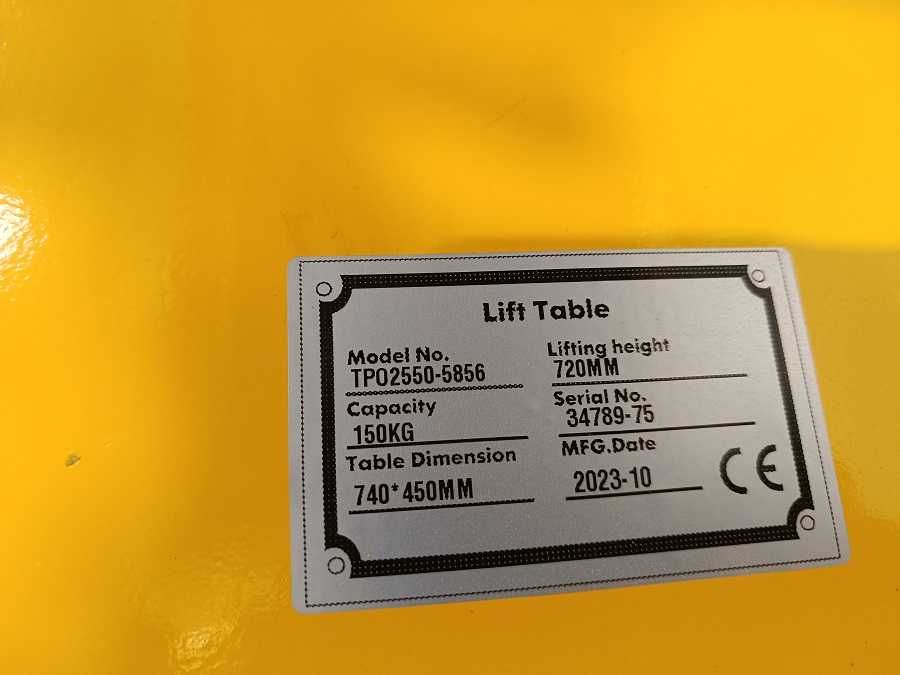 Lift Table
Model No.
TP02550-5856
Lifting height
720MM
Capacity
150KG
Serial No.
34789-75
Table Dimension
740*450MM
MFG.Date
2023-10
CE